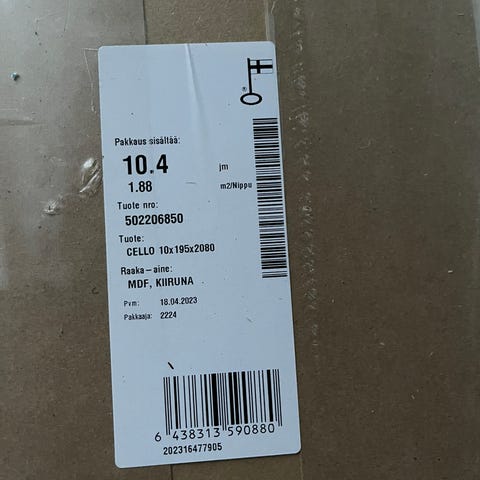 Pakkaus sisältää:
10.4 jm
1.88 m2/Nippu
Tuote nro:
502206850
Tuote:
CELLO 10x195x2080
Raaka-aine:
MDF, KIIRUNA
Pvm: 18.04.2023
Pakkaaja: 2224
6 438313 590880
202316477905